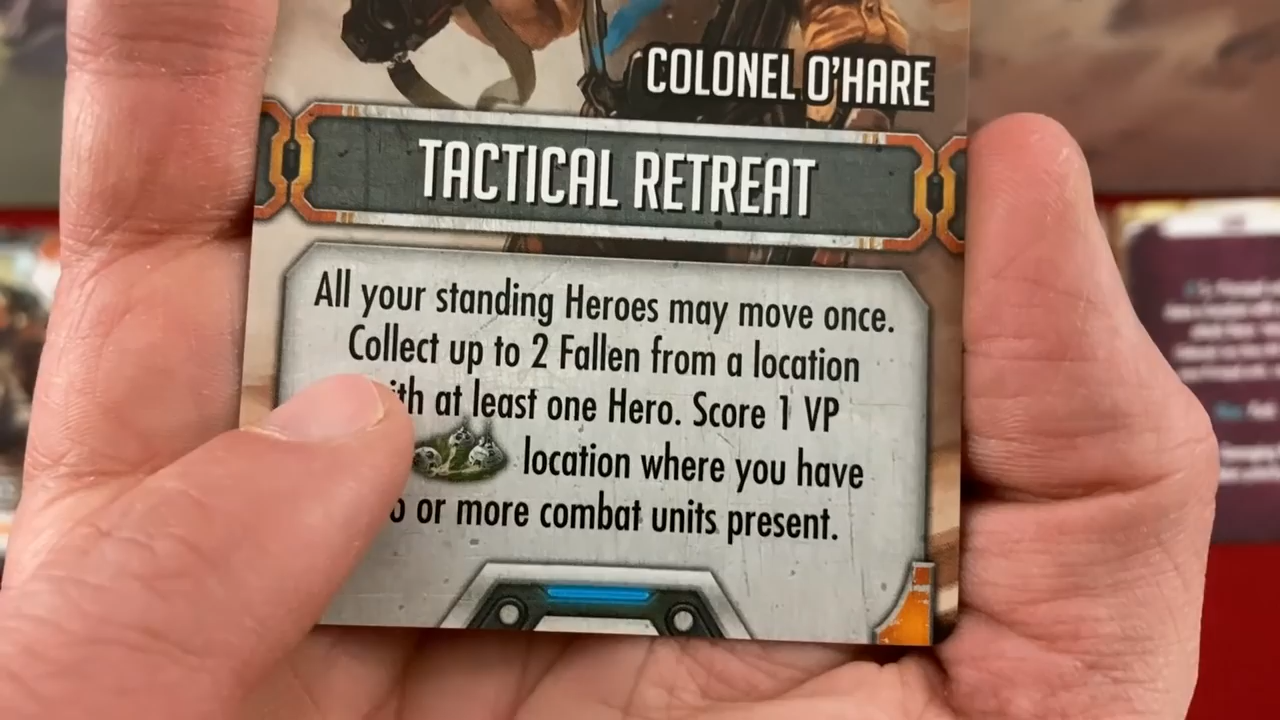 COLONEL O'HARE
TACTICAL RETREAT
All your standing Heroes may move once.
Collect up to 2 Fallen from a location
at least one Hero. Score 1 VP
location where you have
or more combat units present.